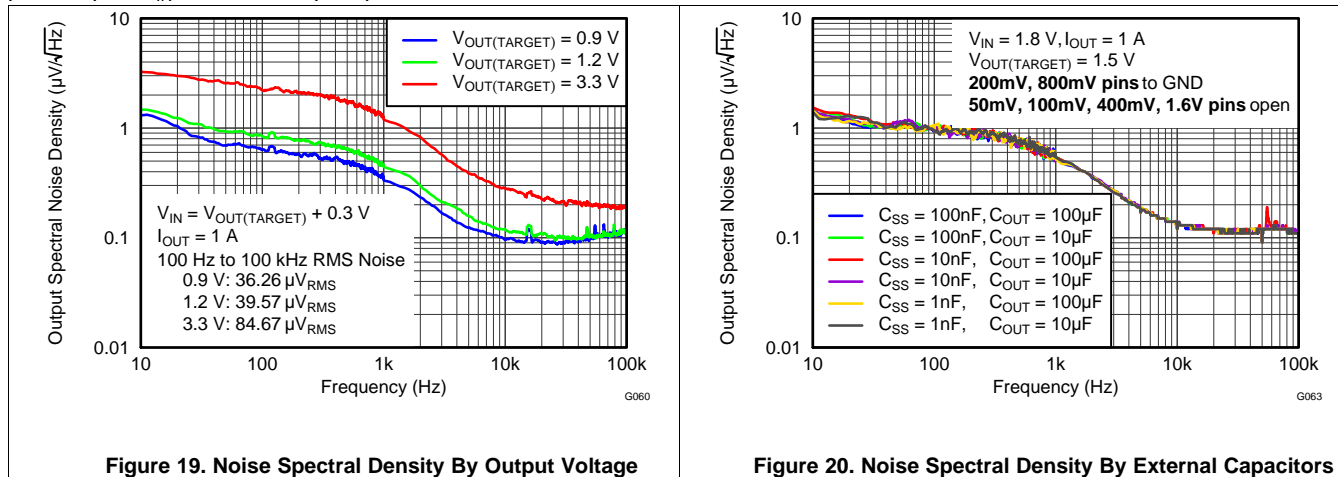 10
1
0.1
0.01
Output Spectral Noise Density (µV/√Hz)
V_OUT(TARGET) = 0.9 V
V_OUT(TARGET) = 1.2 V
V_OUT(TARGET) = 3.3 V
V_IN = V_OUT(TARGET) + 0.3 V
I_OUT = 1 A
100 Hz to 100 kHz RMS Noise
0.9 V: 36.26 µV_RMS
1.2 V: 39.57 µV_RMS
3.3 V: 84.67 µV_RMS
10 100 1k 10k 100k
Frequency (Hz)
G060
Figure 19. Noise Spectral Density By Output Voltage
10
1
0.1
0.01
Output Spectral Noise Density (µV/√Hz)
V_IN = 1.8 V, I_OUT = 1 A
V_OUT(TARGET) = 1.5 V
200mV, 800mV pins to GND
50mV, 100mV, 400mV, 1.6V pins open
C_SS = 100nF, C_OUT = 100µF
C_SS = 100nF, C_OUT = 10µF
C_SS = 10nF, C_OUT = 100µF
C_SS = 10nF, C_OUT = 10µF
C_SS = 1nF, C_OUT = 100µF
C_SS = 1nF, C_OUT = 10µF
10 100 1k 10k 100k
Frequency (Hz)
G063
Figure 20. Noise Spectral Density By External Capacitors